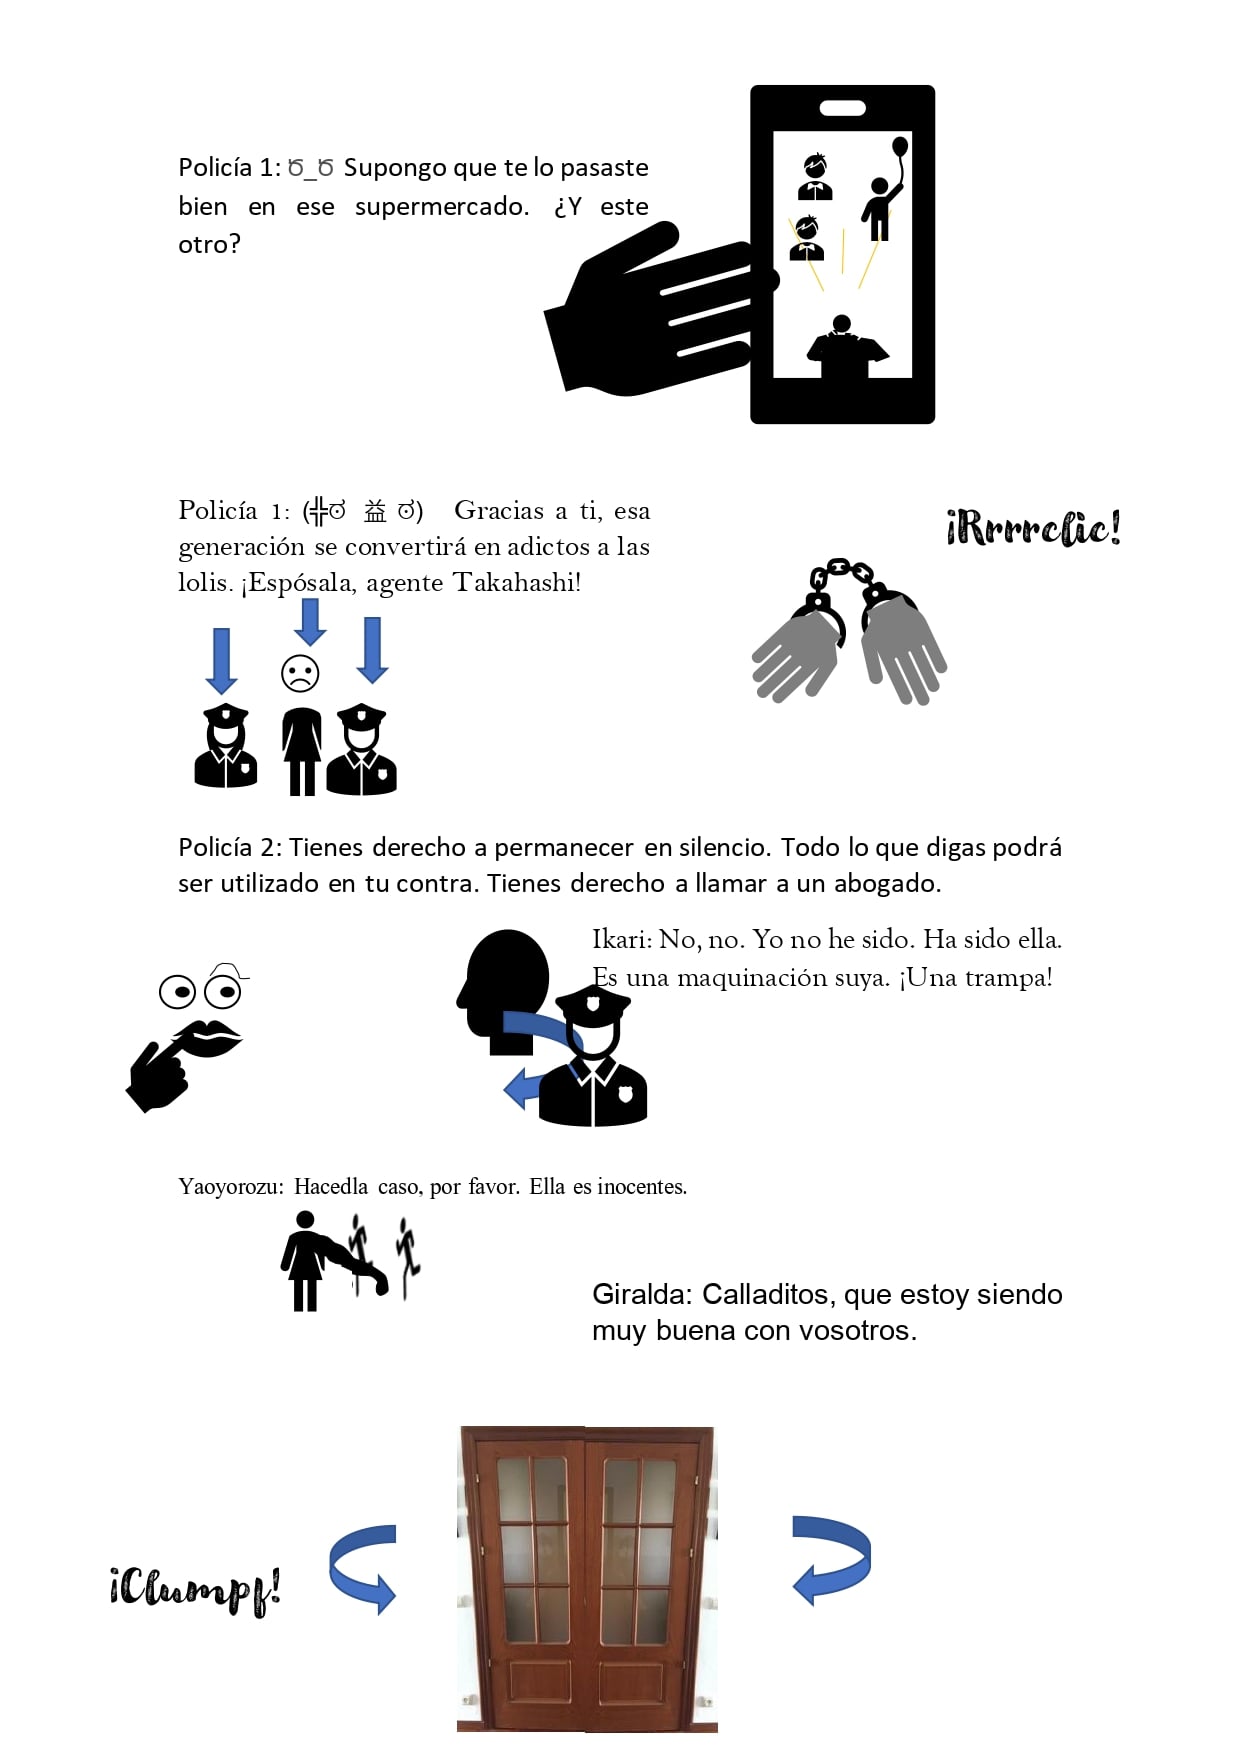 Policía 1: ಠ_ಠ Supongo que te lo pasaste
bien en ese supermercado. ¿Y este
otro?
Policía 1: (╬ಠ益ಠ) Gracias a ti, esa
generación se convertirá en adictos a las
lolis. ¡Espósala, agente Takahashi!
¡Rrrrclic!
Policía 2: Tienes derecho a permanecer en silencio. Todo lo que digas podrá
ser utilizado en tu contra. Tienes derecho a llamar a un abogado.
Ikari: No, no. Yo no he sido. Ha sido ella.
Es una maquinación suya. ¡Una trampa!
Yaoyorozu: Hacedla caso, por favor. Ella es inocentes.
Giralda: Calladitos, que estoy siendo
muy buena con vosotros.
¡Clumpf!